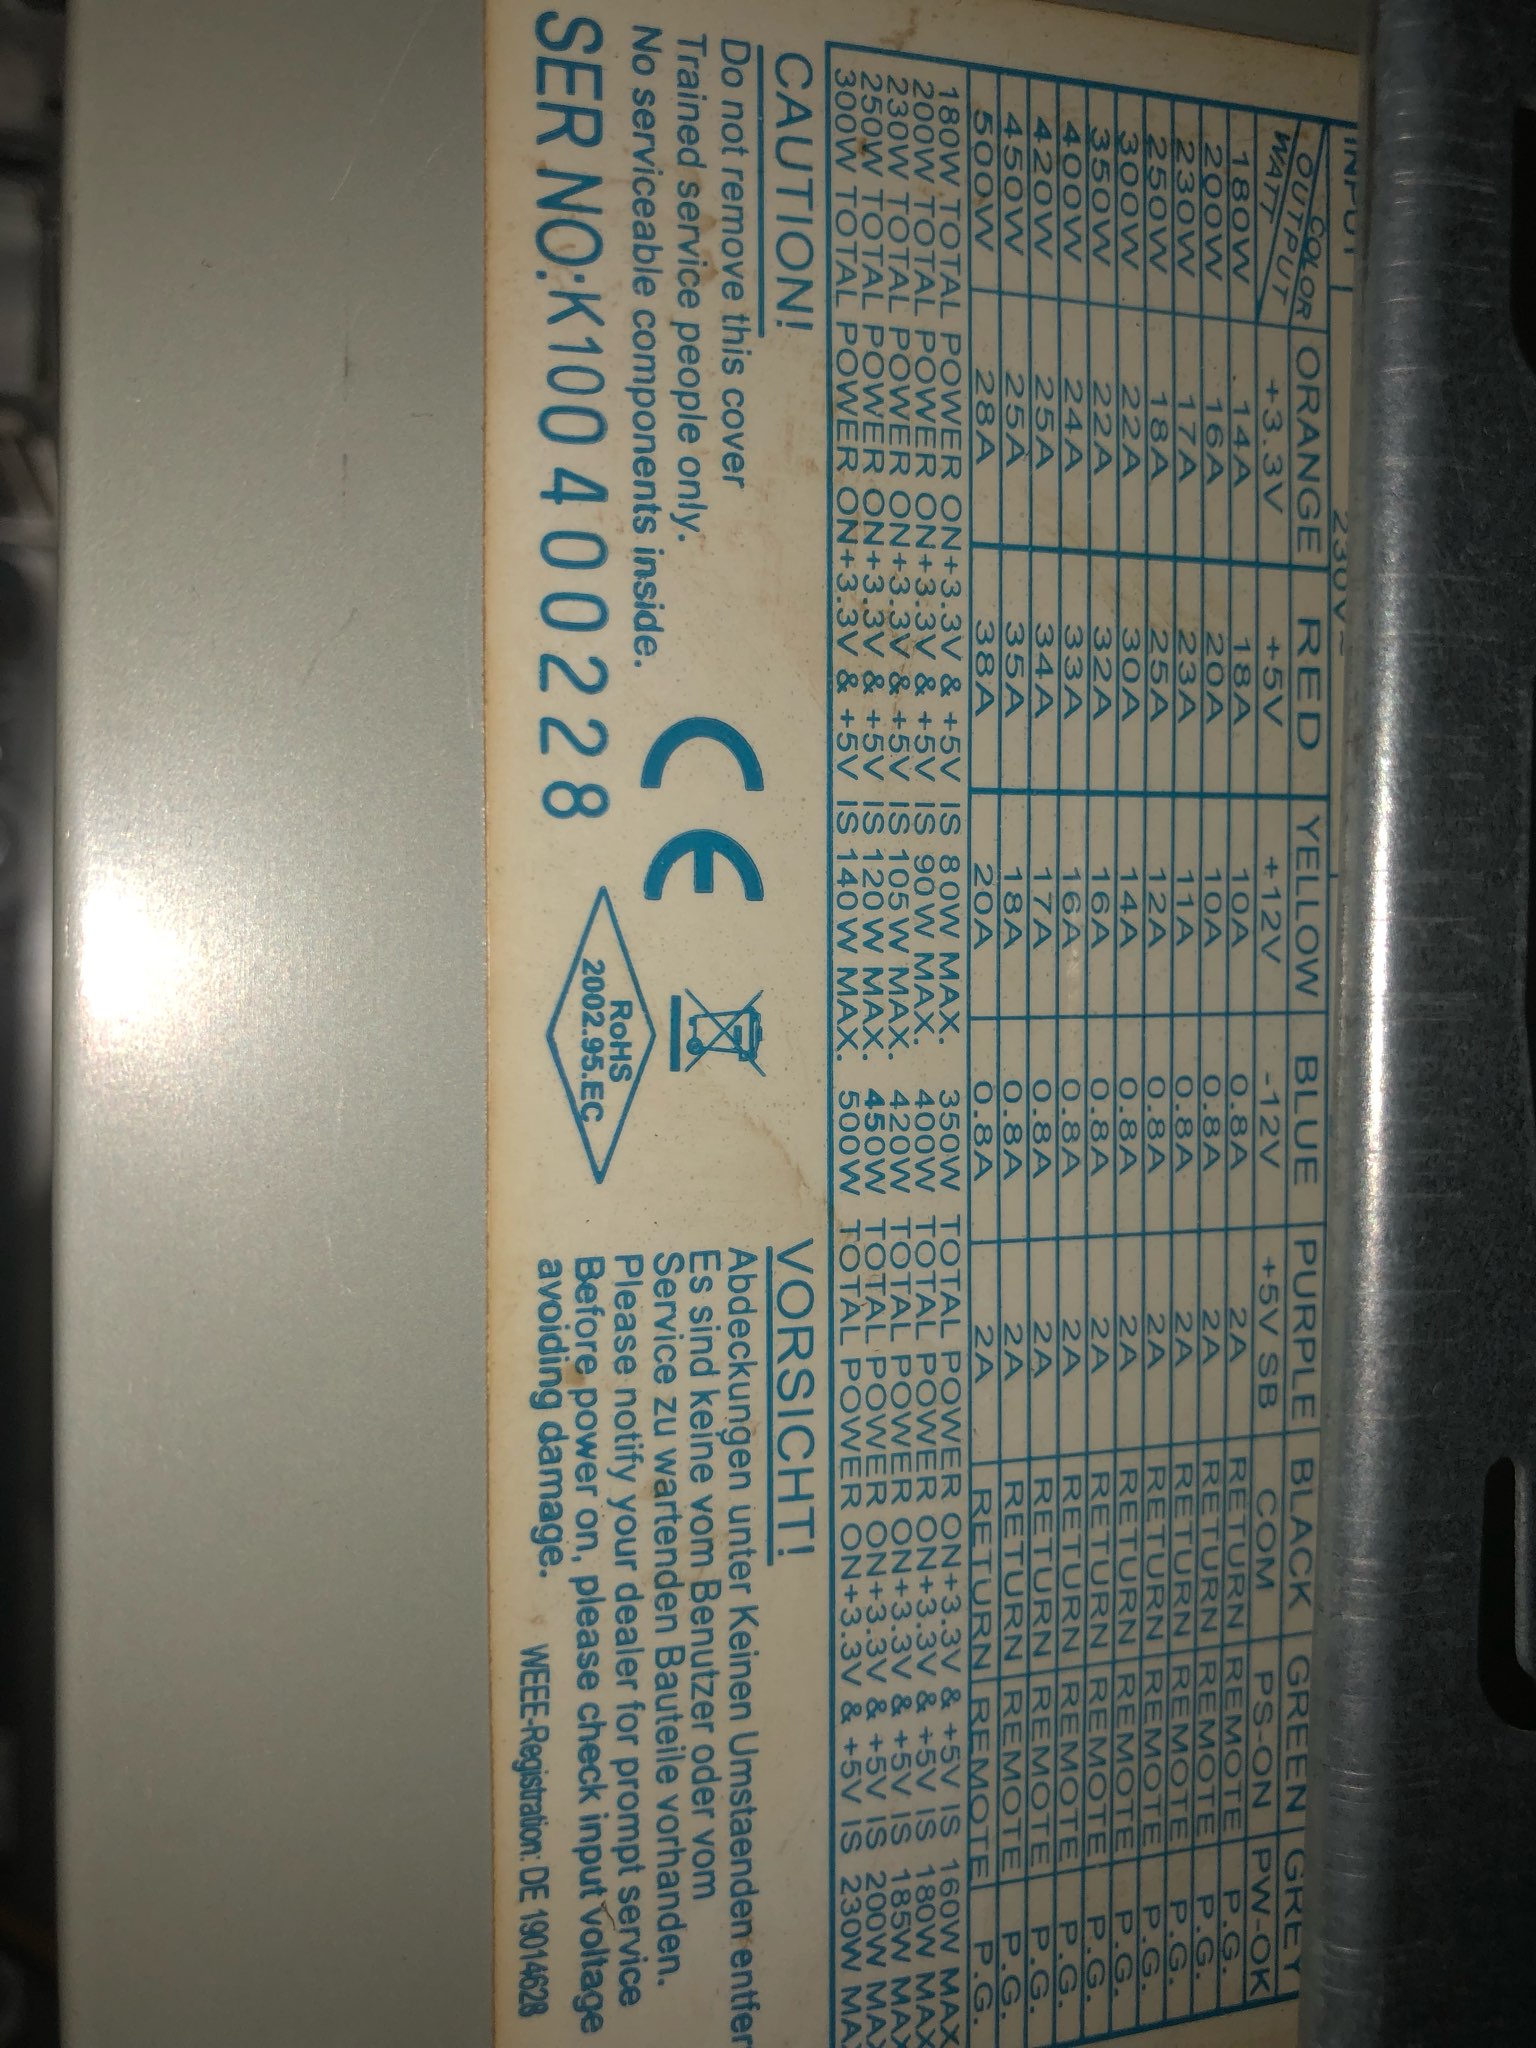 INPUT 230V~
COLOR ORANGE RED YELLOW BLUE PURPLE BLACK GREEN GREY
OUTPUT
WATT +3.3V +5V +12V -12V +5V SB COM PS-ON PW-OK
180W 14A 18A 10A 0.8A 2A RETURN REMOTE P.G.
200W 16A 20A 10A 0.8A 2A RETURN REMOTE P.G.
230W 17A 23A 11A 0.8A 2A RETURN REMOTE P.G.
250W 18A 25A 12A 0.8A 2A RETURN REMOTE P.G.
300W 22A 30A 14A 0.8A 2A RETURN REMOTE P.G.
350W 22A 32A 16A 0.8A 2A RETURN REMOTE P.G.
400W 24A 33A 16A 0.8A 2A RETURN REMOTE P.G.
420W 25A 34A 17A 0.8A 2A RETURN REMOTE P.G.
450W 25A 35A 18A 0.8A 2A RETURN REMOTE P.G.
500W 28A 38A 20A 0.8A 2A RETURN REMOTE P.G.
180W TOTAL POWER ON+3.3V & +5V IS 80W MAX. 350W TOTAL POWER ON+3.3V & +5V IS 160W MAX
200W TOTAL POWER ON+3.3V & +5V IS 90W MAX. 400W TOTAL POWER ON+3.3V & +5V IS 180W MAX
230W TOTAL POWER ON+3.3V & +5V IS 105W MAX. 420W TOTAL POWER ON+3.3V & +5V IS 185W MAX
250W TOTAL POWER ON+3.3V & +5V IS 120W MAX. 450W TOTAL POWER ON+3.3V & +5V IS 200W MAX
300W TOTAL POWER ON+3.3V & +5V IS 140W MAX. 500W TOTAL POWER ON+3.3V & +5V IS 230W MAX
CAUTION!
Do not remove this cover
Trained service people only.
No serviceable components inside.
SER NO:K100400228
CE
RoHS
2002.95.EC
VORSICHT!
Abdeckungen unter Keinen Umstaenden entfer
Es sind keine vom Benutzer oder vom
Service zu wartenden Bauteile vorhanden.
Please notify your dealer for prompt service
Before power on, please check input voltage
avoiding damage. WEEE-Registration: DE 19014628